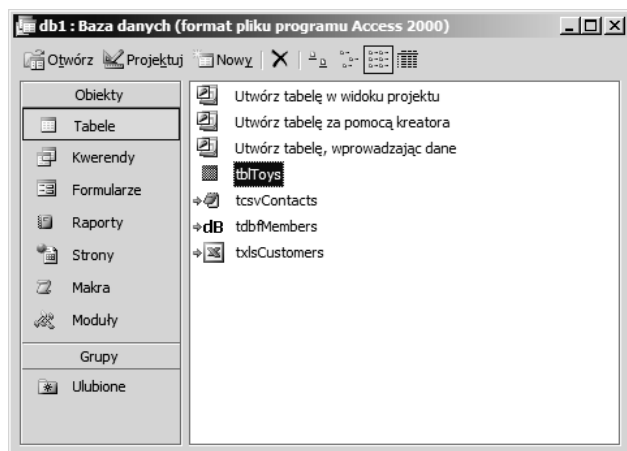 db1 : Baza danych (format pliku programu Access 2000)
Otwórz Projektuj Nowy
Obiekty
Tabele
Kwerendy
Formularze
Raporty
Strony
Makra
Moduły
Grupy
Ulubione
Utwórz tabelę w widoku projektu
Utwórz tabelę za pomocą kreatora
Utwórz tabelę, wprowadzając dane
tblToys
tcsvContacts
dB tdbfMembers
txlsCustomers